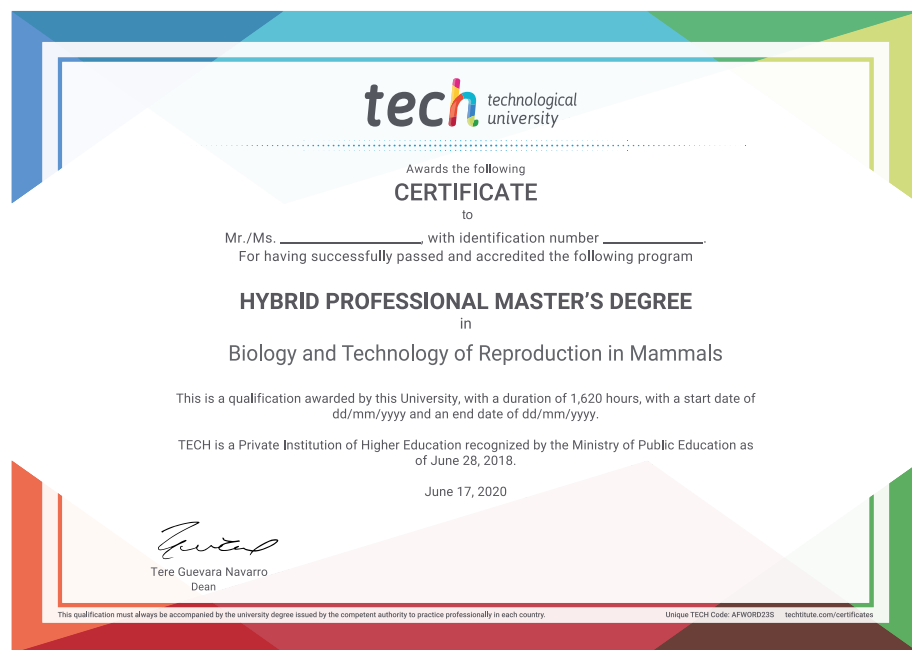 tech technological
university
Awards the following
CERTIFICATE
to
Mr./Ms. ____________________, with identification number ______________.
For having successfully passed and accredited the following program
HYBRID PROFESSIONAL MASTER'S DEGREE
in
Biology and Technology of Reproduction in Mammals
This is a qualification awarded by this University, with a duration of 1,620 hours, with a start date of
dd/mm/yyyy and an end date of dd/mm/yyyy.
TECH is a Private Institution of Higher Education recognized by the Ministry of Public Education as
of June 28, 2018.
June 17, 2020
Tere Guevara Navarro
Dean
This qualification must always be accompanied by the university degree issued by the competent authority to practice professionally in each country. Unique TECH Code: AFWORD23S techtitute.com/certificates